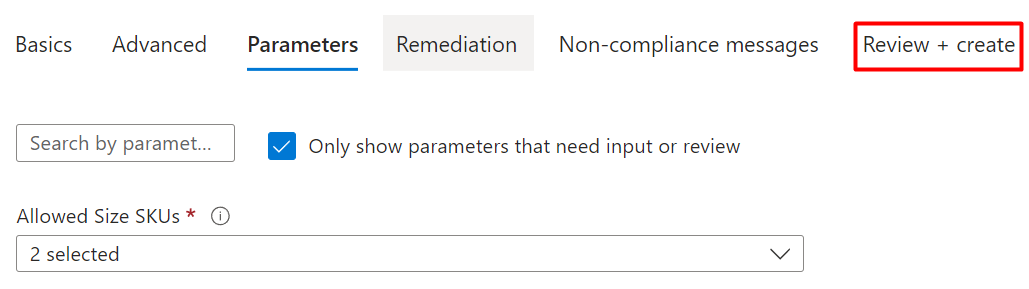 Basics Advanced Parameters Remediation Non-compliance messages Review + create
Search by paramet... Only show parameters that need input or review
Allowed Size SKUs *
2 selected